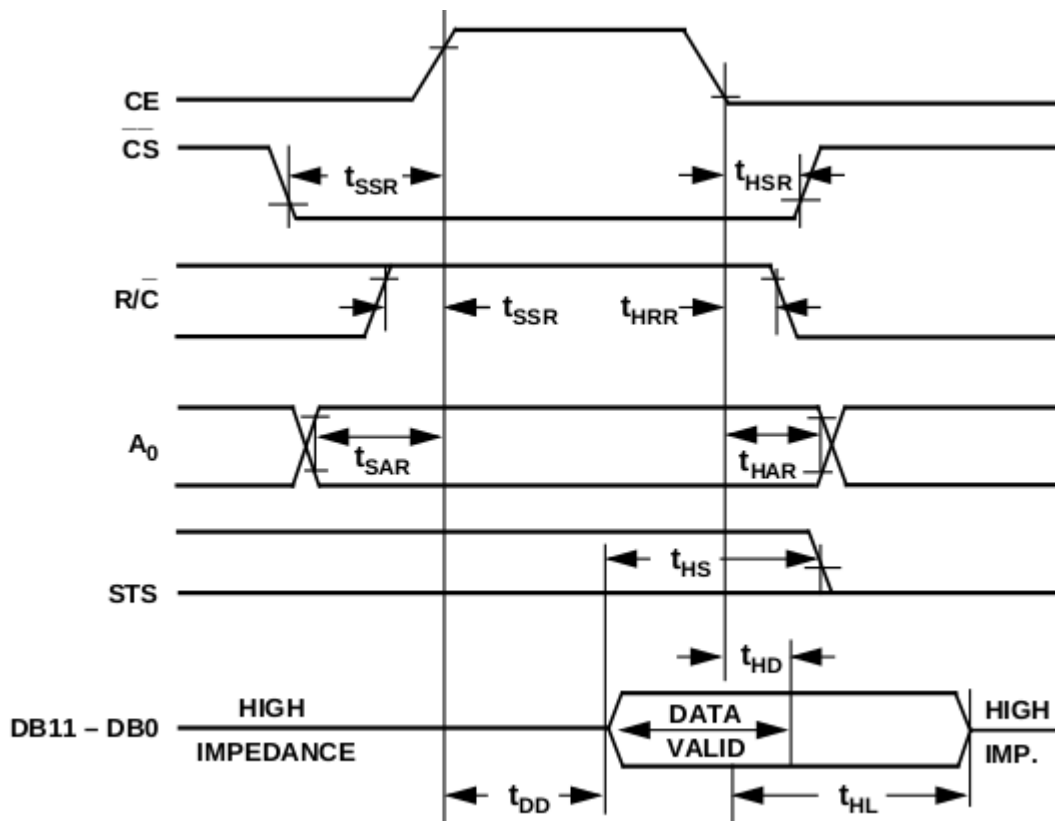 CE
C̅S̅
tSSR
tHSR
R/C̅
tSSR
tHRR
A0
tSAR
tHAR
tHS
STS
tHD
DB11 – DB0
HIGH
IMPEDANCE
DATA
VALID
HIGH
IMP.
tDD
tHL